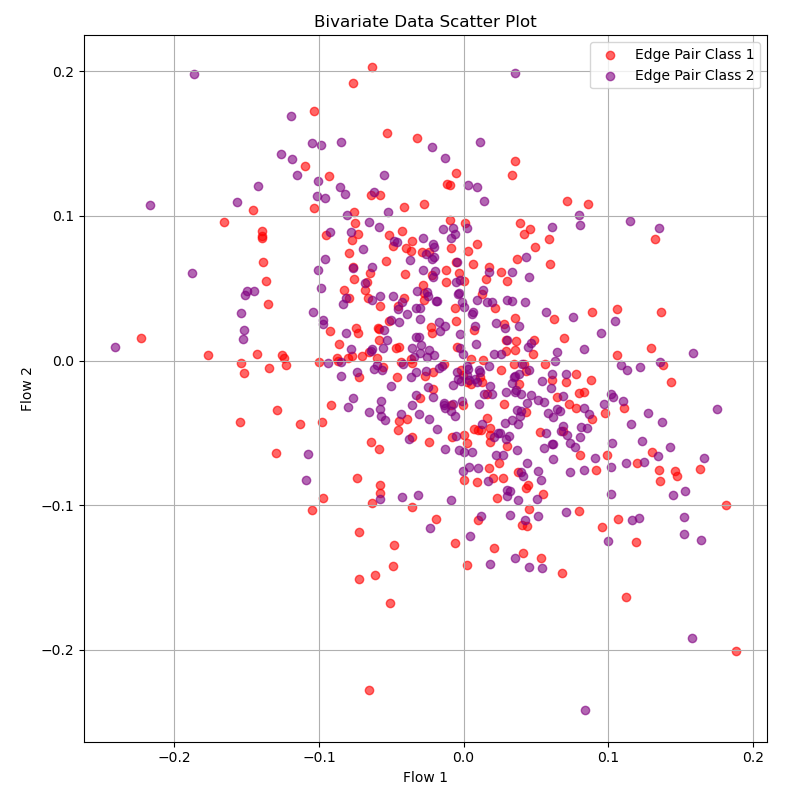 Bivariate Data Scatter Plot
Edge Pair Class 1
Edge Pair Class 2
0.2
0.1
0.0
−0.1
−0.2
Flow 2
−0.2
−0.1
0.0
0.1
0.2
Flow 1